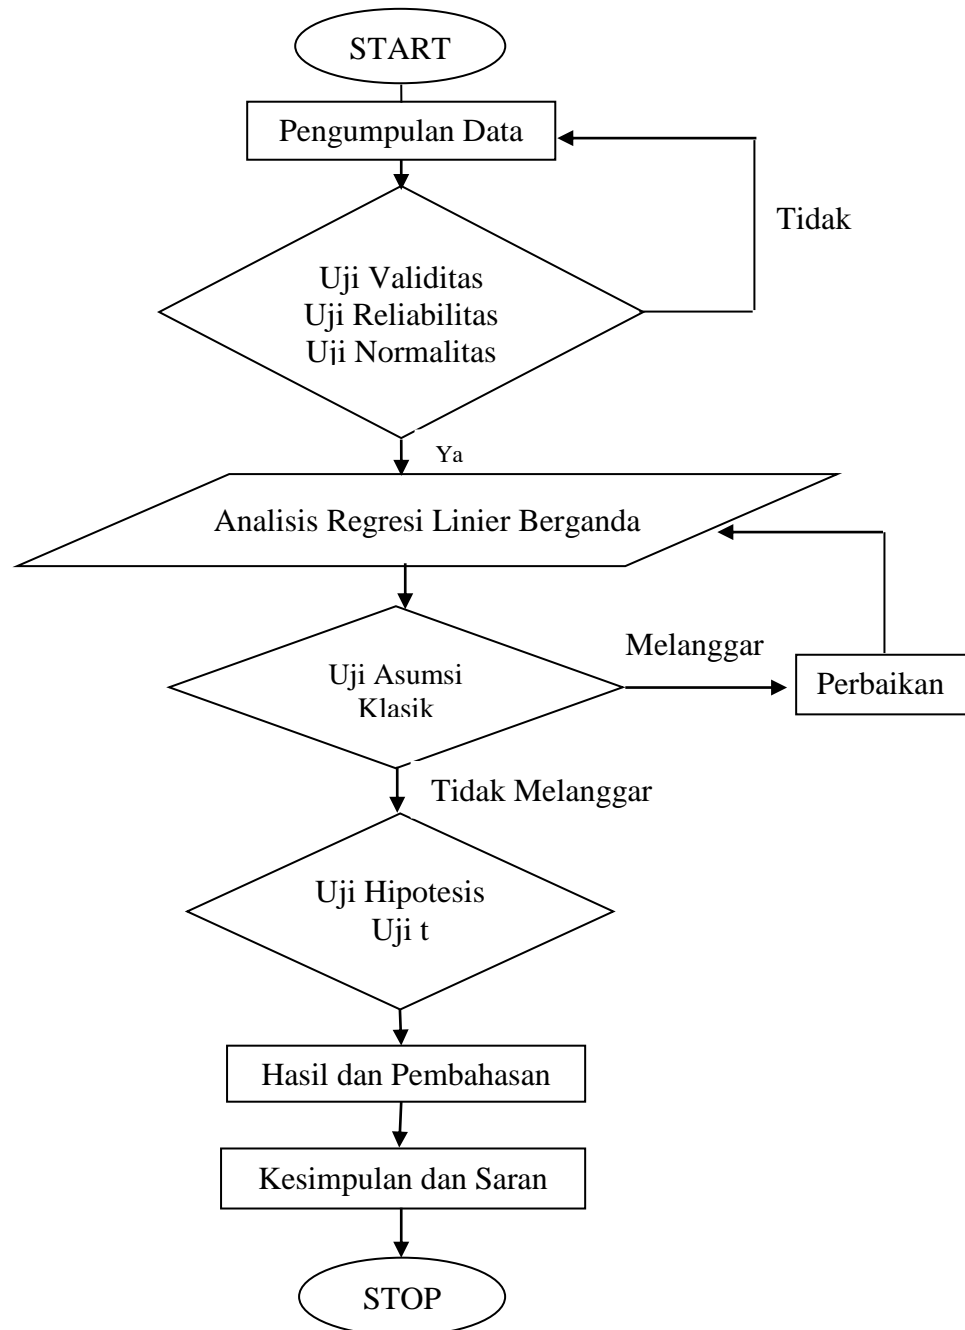 START
Pengumpulan Data
Tidak
Uji Validitas
Uji Reliabilitas
Uji Normalitas
Ya
Analisis Regresi Linier Berganda
Melanggar
Uji Asumsi
Klasik
Perbaikan
Tidak Melanggar
Uji Hipotesis
Uji t
Hasil dan Pembahasan
Kesimpulan dan Saran
STOP